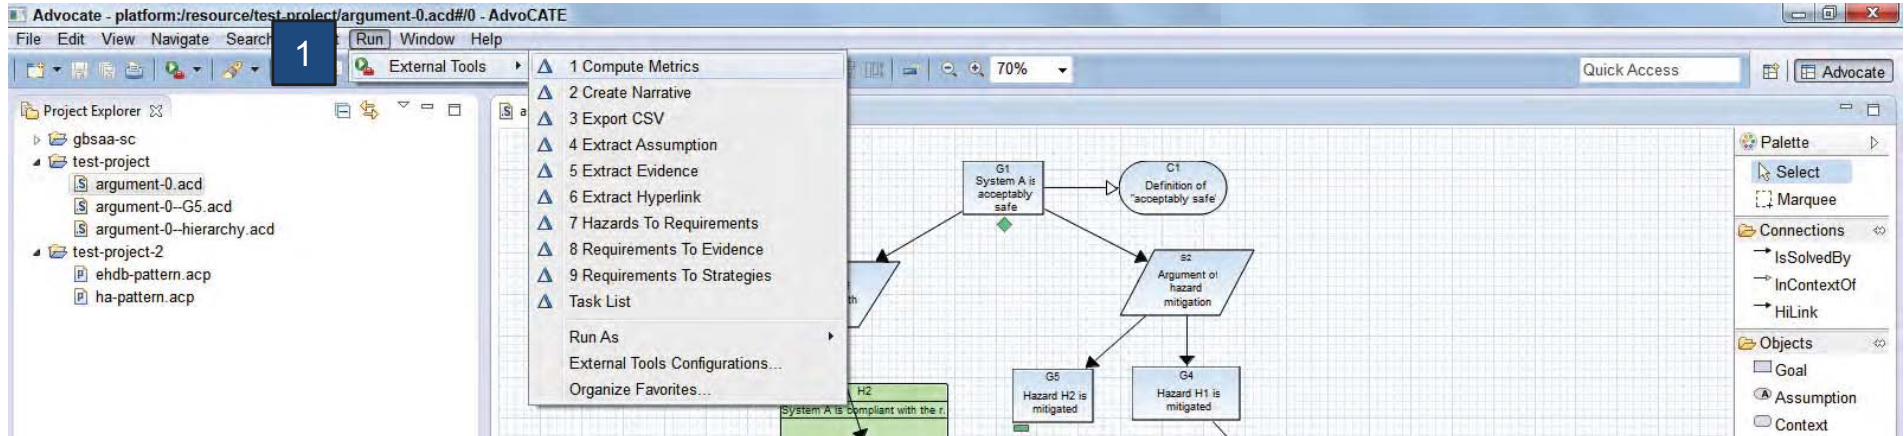 Advocate - platform:/resource/test-project/argument-0.acd#/0 - AdvoCATE
File Edit View Navigate Search Run Window Help
1
External Tools
70%
Quick Access
Advocate
1 Compute Metrics
2 Create Narrative
3 Export CSV
4 Extract Assumption
5 Extract Evidence
6 Extract Hyperlink
7 Hazards To Requirements
8 Requirements To Evidence
9 Requirements To Strategies
Task List
Run As
External Tools Configurations...
Organize Favorites...
Project Explorer
gbsaa-sc
test-project
argument-0.acd
argument-0--G5.acd
argument-0--hierarchy.acd
test-project-2
ehdb-pattern.acp
ha-pattern.acp
G1
System A is
acceptably
safe
C1
Definition of
"acceptably safe"
S2
Argument of
hazard
mitigation
G5
Hazard H2 is
mitigated
G4
Hazard H1 is
mitigated
H2
System A is compliant with the r.
Palette
Select
Marquee
Connections
IsSolvedBy
InContextOf
HiLink
Objects
Goal
Assumption
Context